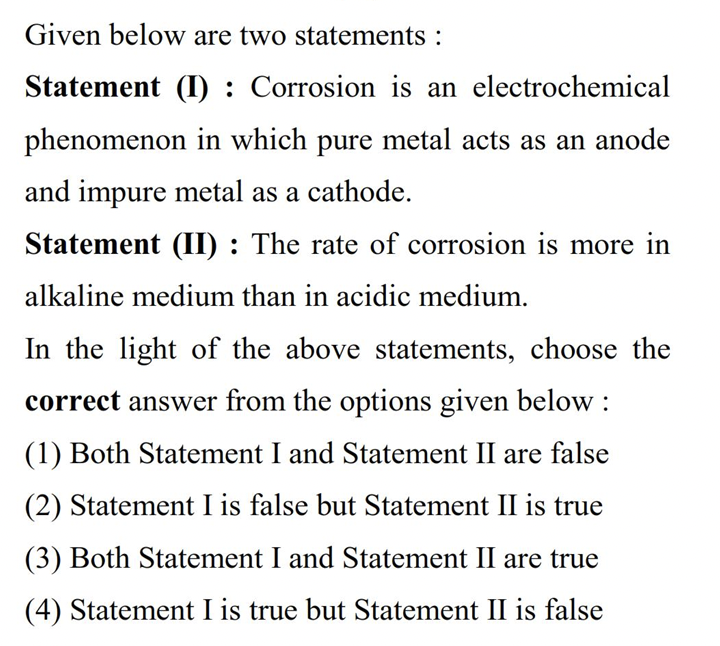 Given below are two statements :
Statement (I) : Corrosion is an electrochemical
phenomenon in which pure metal acts as an anode
and impure metal as a cathode.
Statement (II) : The rate of corrosion is more in
alkaline medium than in acidic medium.
In the light of the above statements, choose the
correct answer from the options given below :
(1) Both Statement I and Statement II are false
(2) Statement I is false but Statement II is true
(3) Both Statement I and Statement II are true
(4) Statement I is true but Statement II is false